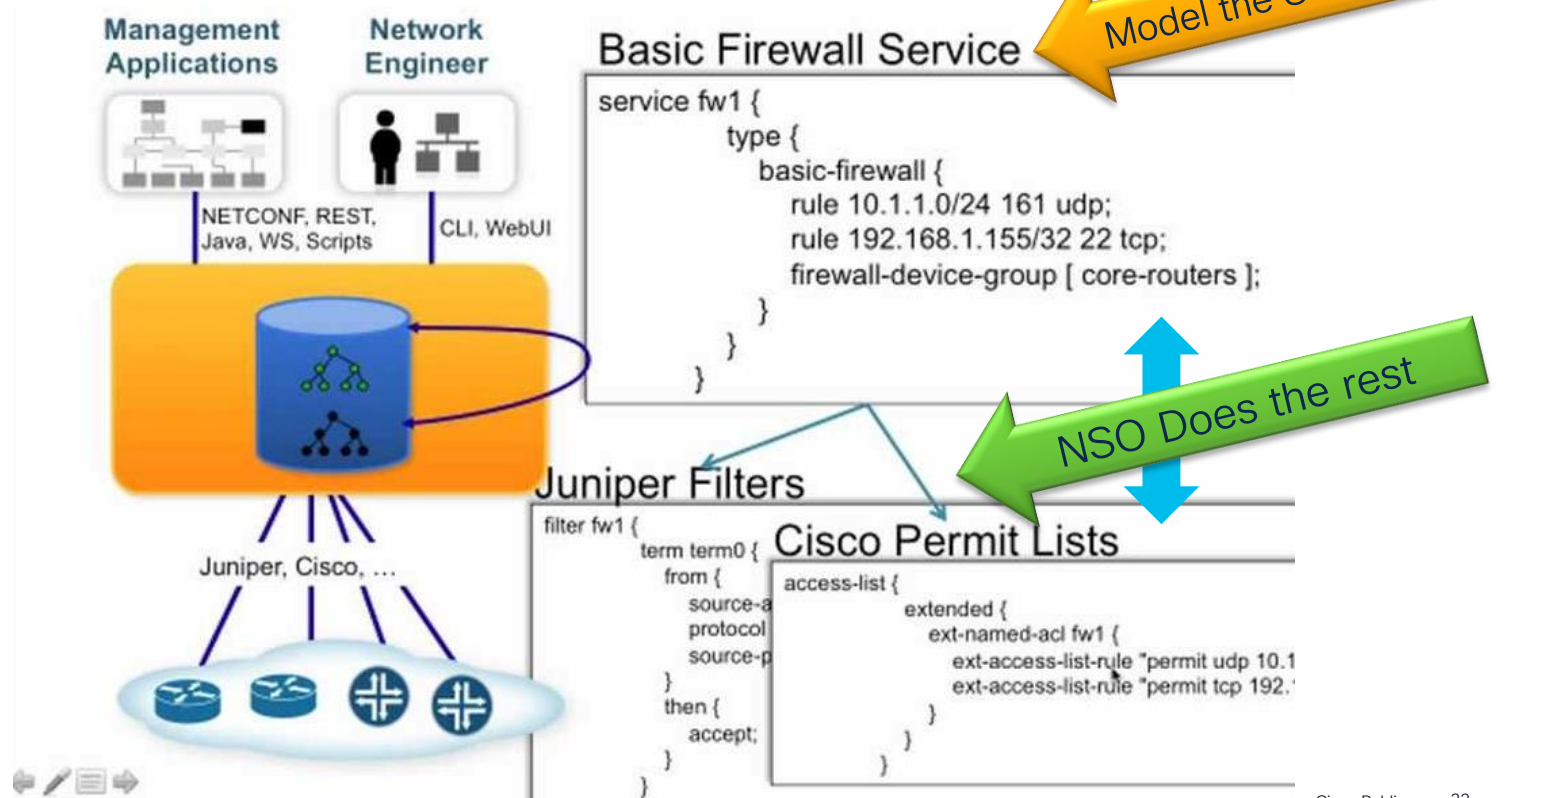 Management
Applications
Network
Engineer
NETCONF, REST,
Java, WS, Scripts
CLI, WebUI
Juniper, Cisco, …
Model the
Basic Firewall Service
service fw1 {
type {
basic-firewall {
rule 10.1.1.0/24 161 udp;
rule 192.168.1.155/32 22 tcp;
firewall-device-group [ core-routers ];
}
}
}
NSO Does the rest
Juniper Filters
filter fw1 {
term term0 {
from {
source-a
protocol
source-p
}
then {
accept;
}
}
Cisco Permit Lists
access-list {
extended {
ext-named-acl fw1 {
ext-access-list-rule "permit udp 10.1
ext-access-list-rule "permit tcp 192.
}
}
}